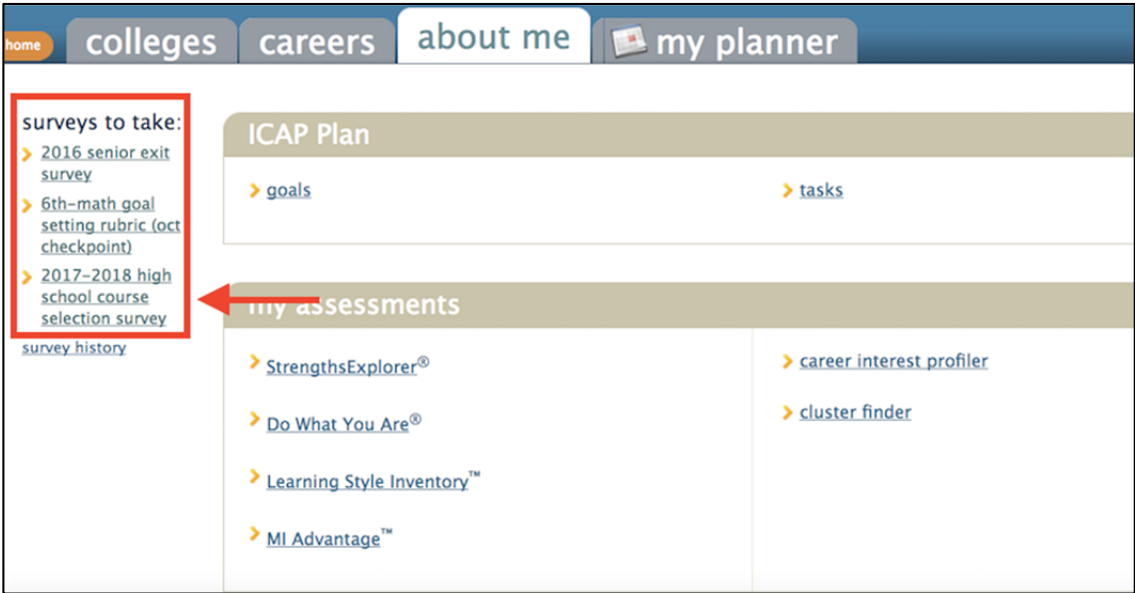 home
colleges
careers
about me
my planner
surveys to take:
2016 senior exit
survey
6th-math goal
setting rubric (oct
checkpoint)
2017-2018 high
school course
selection survey
survey history
ICAP Plan
goals
tasks
my assessments
StrengthsExplorer®
Do What You Are®
Learning Style Inventory™
MI Advantage™
career interest profiler
cluster finder